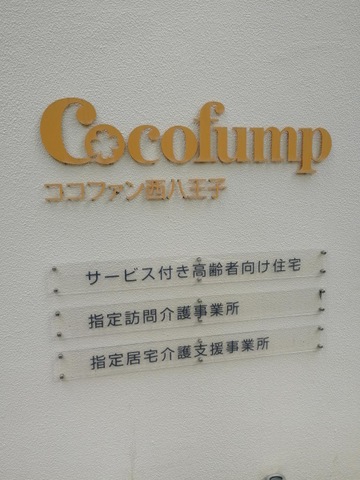 Cocofump
ココファン西八王子
サービス付き高齢者向け住宅
指定訪問介護事業所
指定居宅介護支援事業所